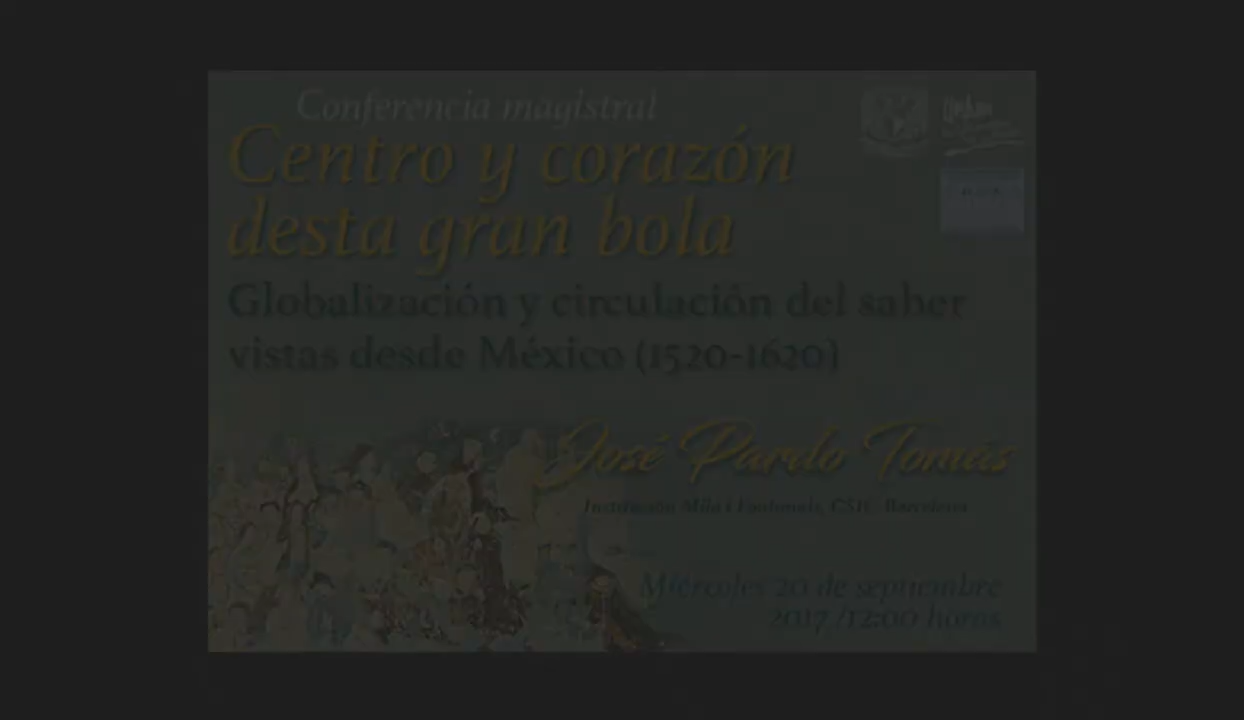 Conferencia magistral
Centro y corazón
desta gran bola
Globalización y circulación del saber
vistas desde México (1520-1620)
José Pardo Tomás
Institución Milá i Fontanals, CSIC, Barcelona
Miércoles 20 de septiembre
2017 /12:00 horas